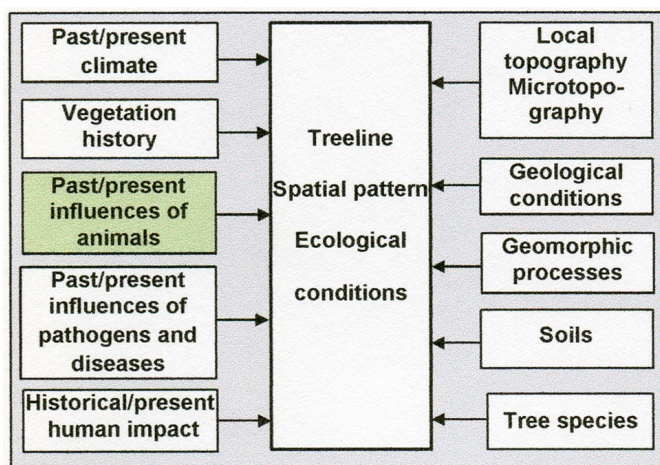 Past/present
climate
Vegetation
history
Past/present
influences of
animals
Past/present
influences of
pathogens and
diseases
Historical/present
human impact
Treeline
Spatial pattern
Ecological
conditions
Local
topography
Microtopo-
graphy
Geological
conditions
Geomorphic
processes
Soils
Tree species